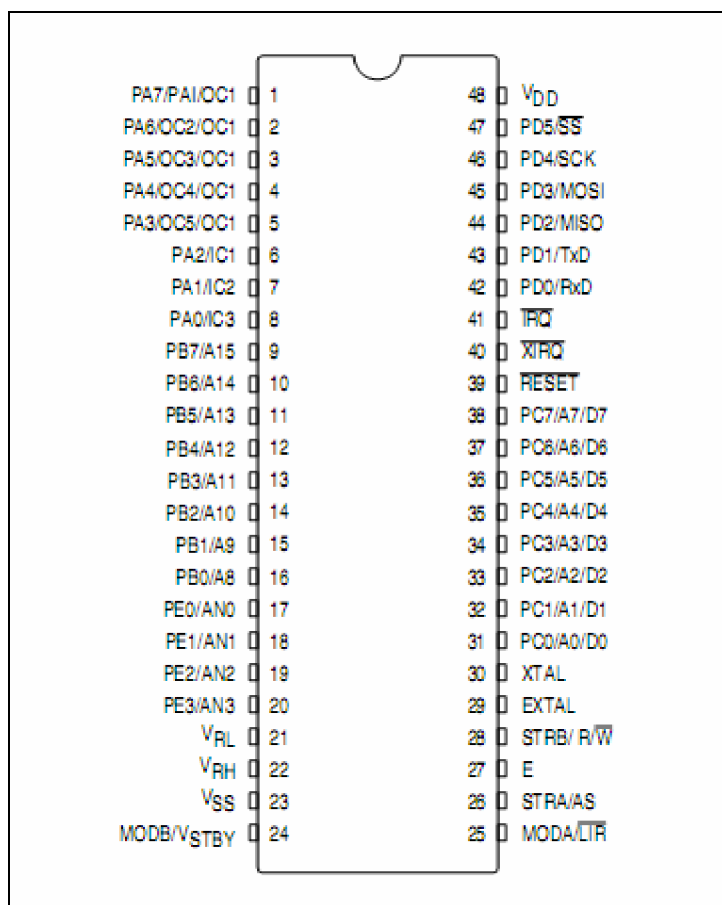 PA7/PAI/OC1 1 48 VDD
PA6/OC2/OC1 2 47 PD5/S̅S̅
PA5/OC3/OC1 3 46 PD4/SCK
PA4/OC4/OC1 4 45 PD3/MOSI
PA3/OC5/OC1 5 44 PD2/MISO
PA2/IC1 6 43 PD1/TxD
PA1/IC2 7 42 PD0/RxD
PA0/IC3 8 41 I̅R̅Q̅
PB7/A15 9 40 X̅I̅R̅Q̅
PB6/A14 10 39 R̅E̅S̅E̅T̅
PB5/A13 11 38 PC7/A7/D7
PB4/A12 12 37 PC6/A6/D6
PB3/A11 13 36 PC5/A5/D5
PB2/A10 14 35 PC4/A4/D4
PB1/A9 15 34 PC3/A3/D3
PB0/A8 16 33 PC2/A2/D2
PE0/AN0 17 32 PC1/A1/D1
PE1/AN1 18 31 PC0/A0/D0
PE2/AN2 19 30 XTAL
PE3/AN3 20 29 EXTAL
VRL 21 28 STRB/ R/W̅
VRH 22 27 E
VSS 23 26 STRA/AS
MODB/VSTBY 24 25 MODA/L̅I̅R̅